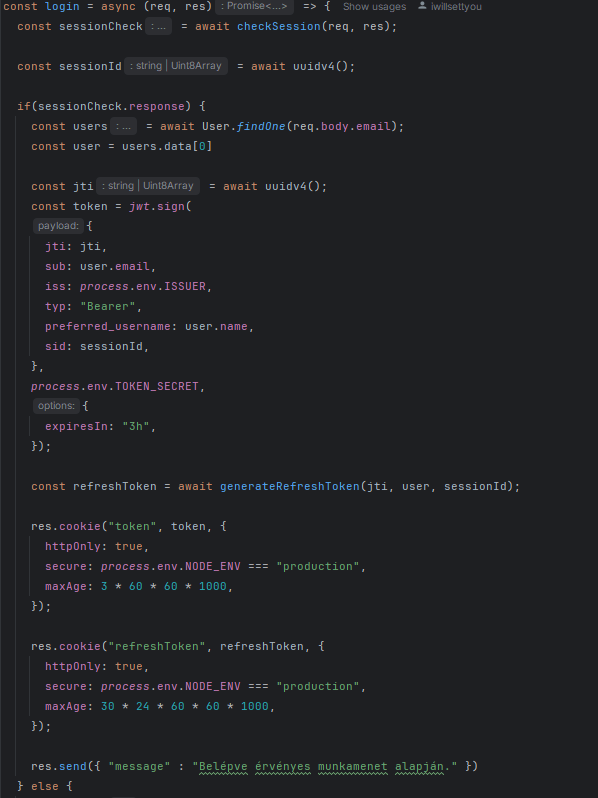 const login = async (req, res) : Promise<...> => { Show usages iwillsettyou
const sessionCheck : ... = await checkSession(req, res);
const sessionId : string | Uint8Array = await uuidv4();
if(sessionCheck.response) {
const users : ... = await User.findOne(req.body.email);
const user = users.data[0]
const jti : string | Uint8Array = await uuidv4();
const token = jwt.sign(
payload: {
jti: jti,
sub: user.email,
iss: process.env.ISSUER,
typ: "Bearer",
preferred_username: user.name,
sid: sessionId,
},
process.env.TOKEN_SECRET,
options: {
expiresIn: "3h",
});
const refreshToken = await generateRefreshToken(jti, user, sessionId);
res.cookie("token", token, {
httpOnly: true,
secure: process.env.NODE_ENV === "production",
maxAge: 3 * 60 * 60 * 1000,
});
res.cookie("refreshToken", refreshToken, {
httpOnly: true,
secure: process.env.NODE_ENV === "production",
maxAge: 30 * 24 * 60 * 60 * 1000,
});
res.send({ "message" : "Belépve érvényes munkamenet alapján." })
} else {